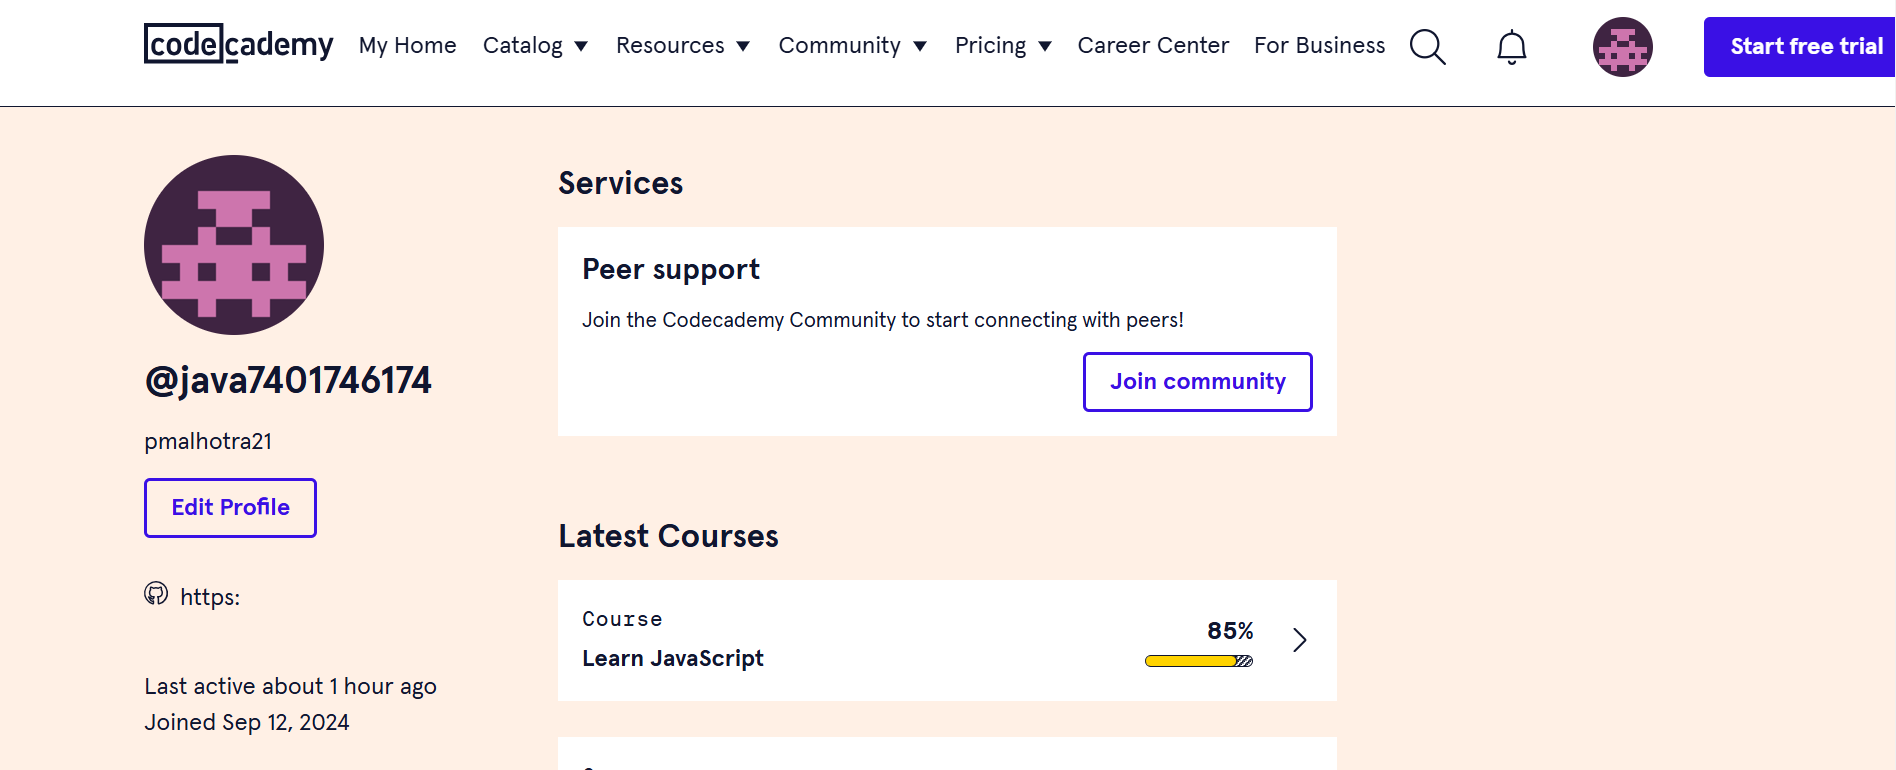 codecademy My Home Catalog Resources Community Pricing Career Center For Business Start free trial
@java7401746174
pmalhotra21
Edit Profile
https:
Last active about 1 hour ago
Joined Sep 12, 2024
Services
Peer support
Join the Codecademy Community to start connecting with peers!
Join community
Latest Courses
Course
Learn JavaScript
85%